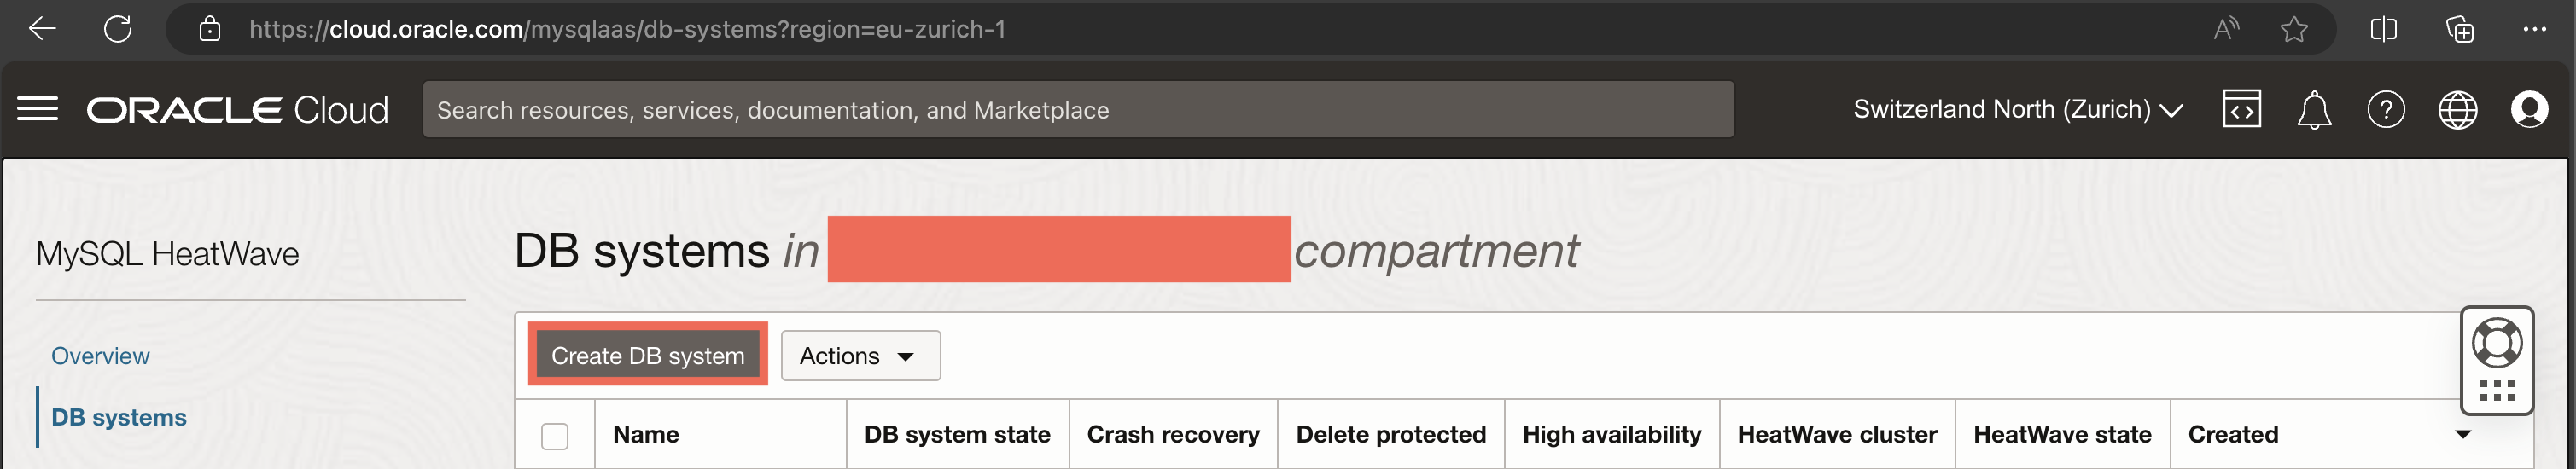 https://cloud.oracle.com/mysqlaas/db-systems?region=eu-zurich-1
ORACLE Cloud
Search resources, services, documentation, and Marketplace
Switzerland North (Zurich)
MySQL HeatWave
DB systems in compartment
Overview
DB systems
Create DB system
Actions
Name
DB system state
Crash recovery
Delete protected
High availability
HeatWave cluster
HeatWave state
Created